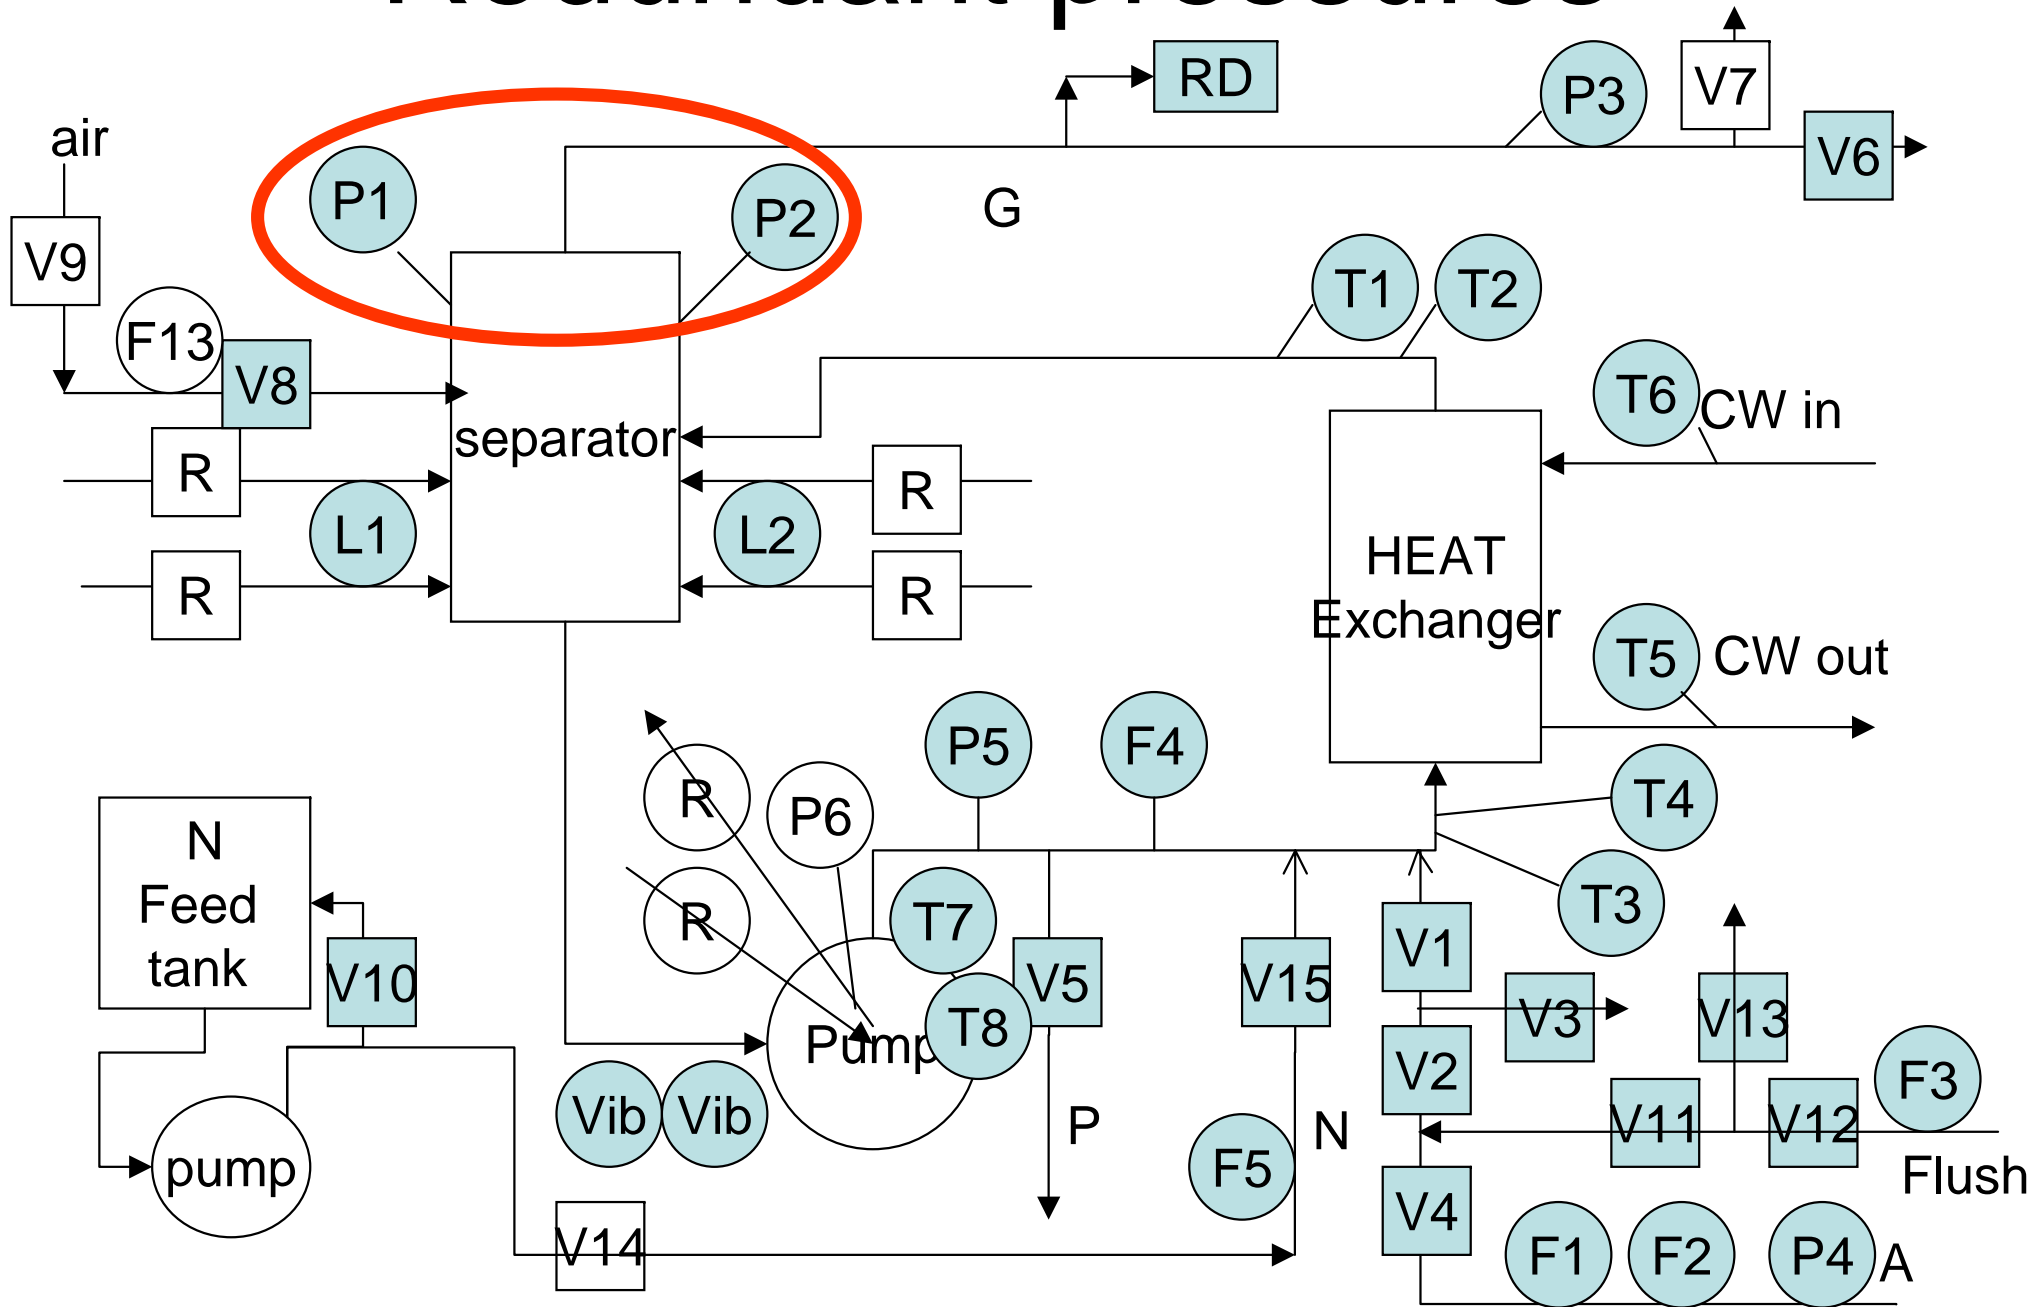 Redundant pressures
RD
P3
V7
air
P1
P2
V6
V9
G
F13
T1
T2
V8
T6
CW in
separator
R
R
L1
L2
R
R
HEAT
Exchanger
T5
CW out
P5
F4
R
P6
T4
N
Feed
tank
V10
R
T7
T3
V1
V5
V15
T8
Pump
V3
V13
V2
F3
Vib
Vib
P
N
V11
V12
pump
F5
Flush
V4
V14
F1
F2
P4
A